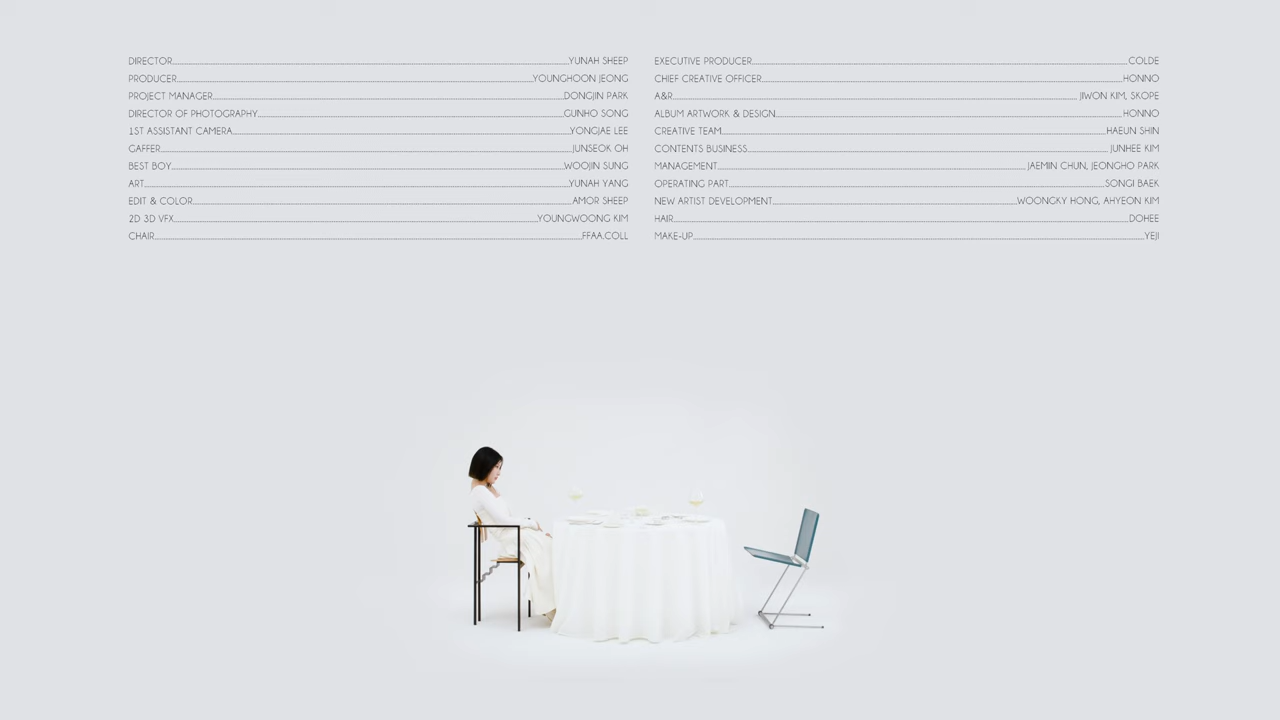 DIRECTOR YUNAH SHEEP
PRODUCER YOUNGHOON JEONG
PROJECT MANAGER DONGJIN PARK
DIRECTOR OF PHOTOGRAPHY GUNHO SONG
1ST ASSISTANT CAMERA YONGJAE LEE
GAFFER JUNSEOK OH
BEST BOY WOOJIN SUNG
ART YUNAH YANG
EDIT & COLOR AMOR SHEEP
2D 3D VFX YOUNGWOONG KIM
CHAIR FFAA.COLL
EXECUTIVE PRODUCER COLDE
CHIEF CREATIVE OFFICER HONNO
A&R JIWON KIM, SKOPE
ALBUM ARTWORK & DESIGN HONNO
CREATIVE TEAM HAEUN SHIN
CONTENTS BUSINESS JUNHEE KIM
MANAGEMENT JAEMIN CHUN, JEONGHO PARK
OPERATING PART SONGI BAEK
NEW ARTIST DEVELOPMENT WOONGKY HONG, AHYEON KIM
HAIR DOHEE
MAKE-UP YEJI